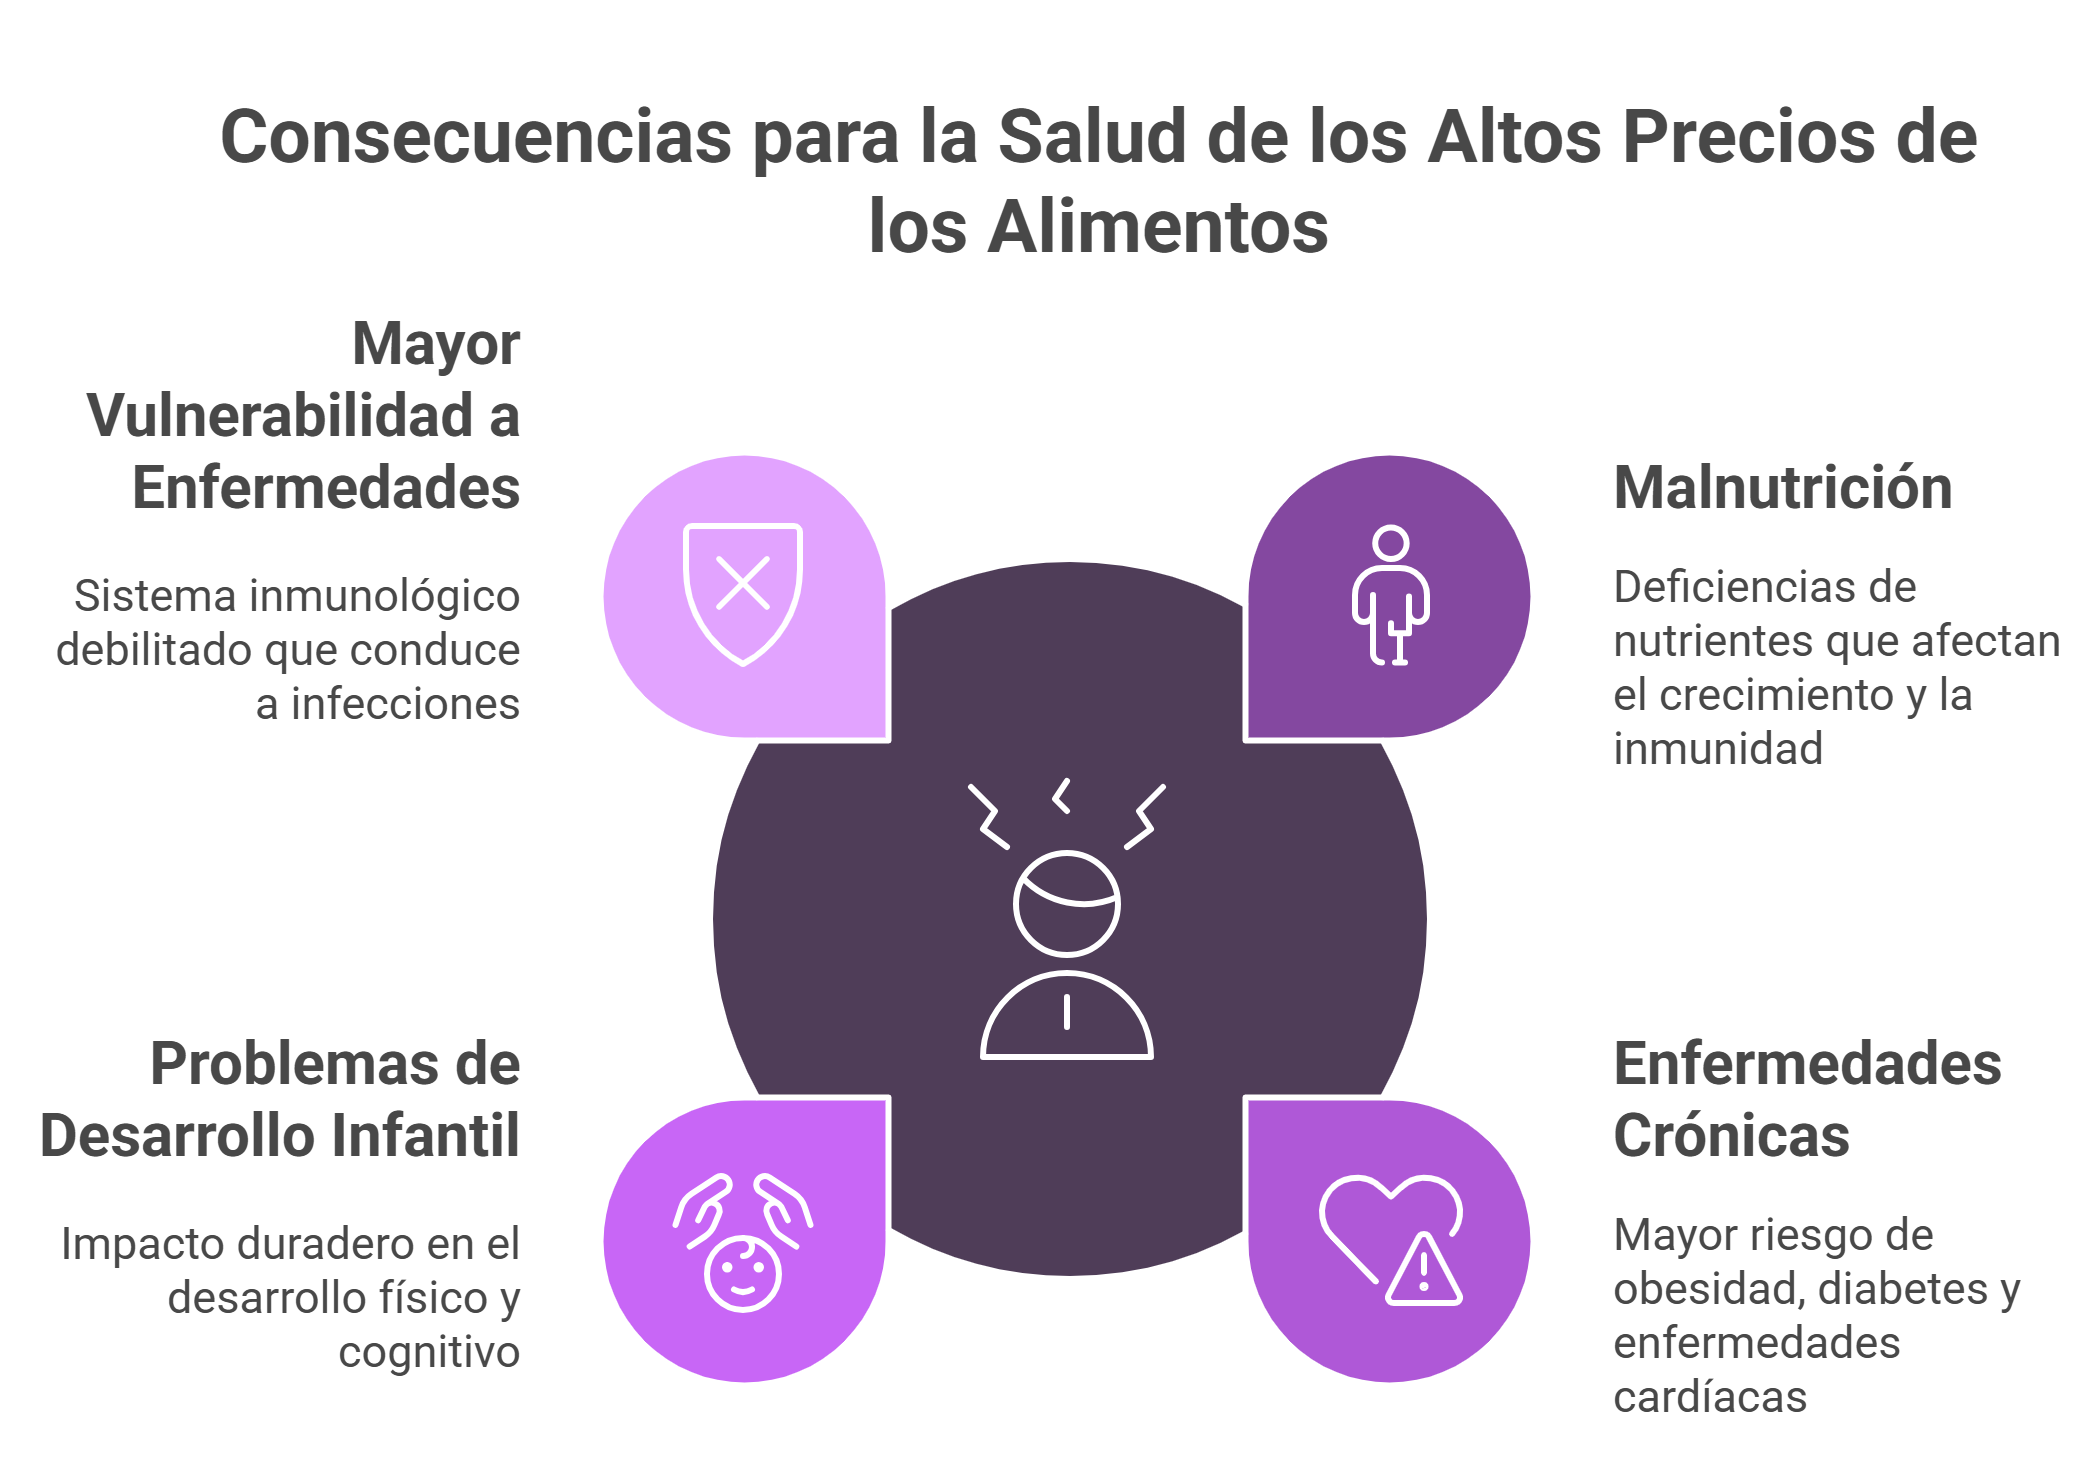 Consecuencias para la Salud de los Altos Precios de
los Alimentos
Mayor
Vulnerabilidad a
Enfermedades
Sistema inmunológico
debilitado que conduce
a infecciones
Malnutrición
Deficiencias de
nutrientes que afectan
el crecimiento y la
inmunidad
Problemas de
Desarrollo Infantil
Impacto duradero en el
desarrollo físico y
cognitivo
Enfermedades
Crónicas
Mayor riesgo de
obesidad, diabetes y
enfermedades
cardíacas